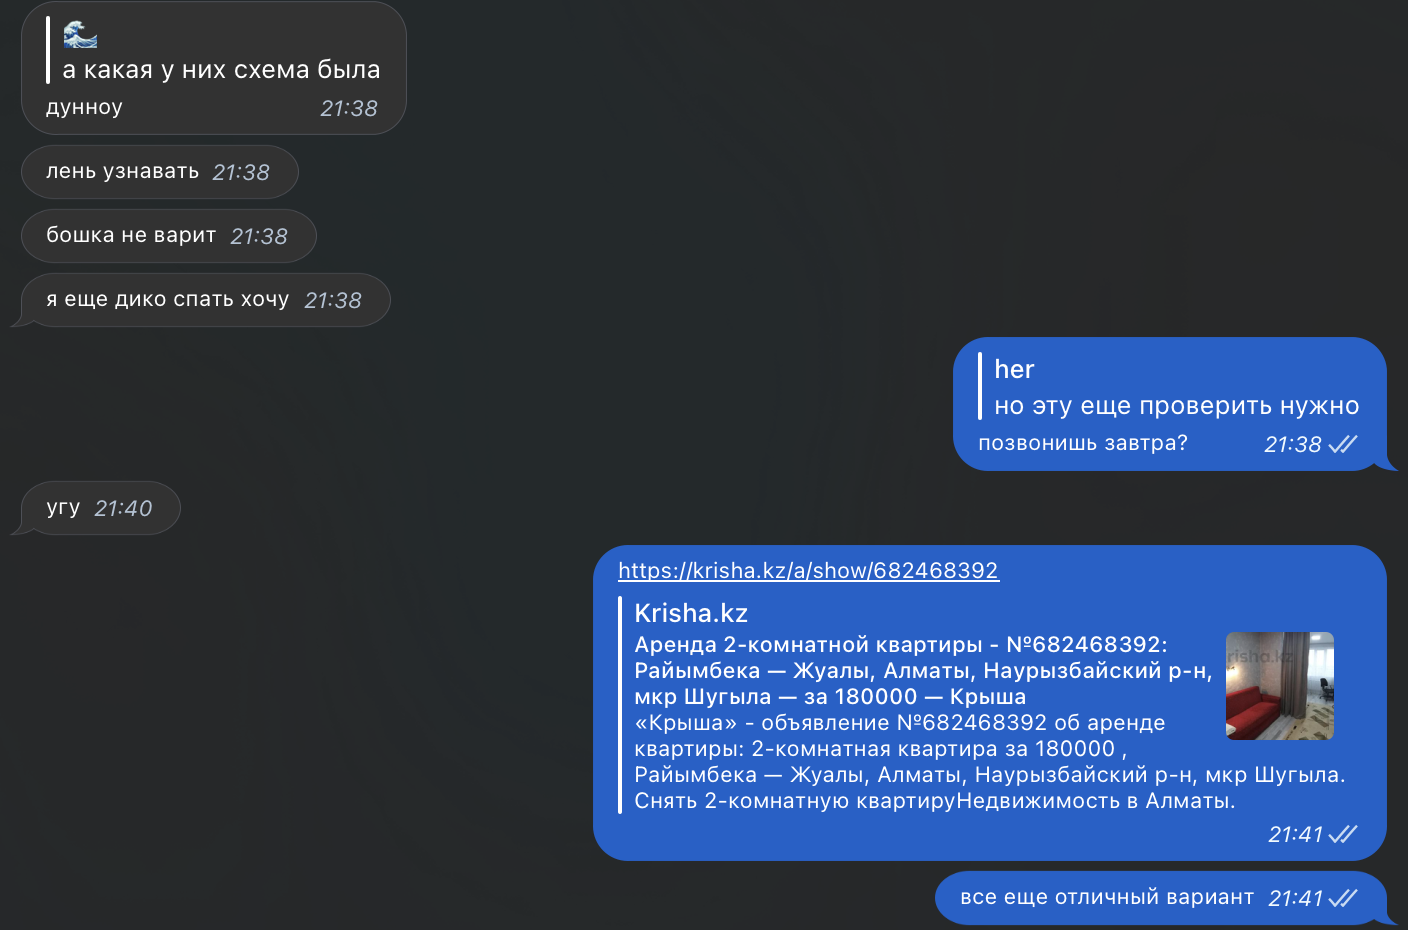 🌊
а какая у них схема была
дунноу 21:38
лень узнавать 21:38
бошка не варит 21:38
я еще дико спать хочу 21:38
her
но эту еще проверить нужно
позвонишь завтра? 21:38
угу 21:40
https://krisha.kz/a/show/682468392
Krisha.kz
Аренда 2-комнатной квартиры - №682468392:
Райымбека — Жуалы, Алматы, Наурызбайский р-н,
мкр Шугыла — за 180000 — Крыша
«Крыша» - объявление №682468392 об аренде
квартиры: 2-комнатная квартира за 180000 ,
Райымбека — Жуалы, Алматы, Наурызбайский р-н, мкр Шугыла.
Снять 2-комнатную квартируНедвижимость в Алматы.
risha.kz
21:41
все еще отличный вариант 21:41